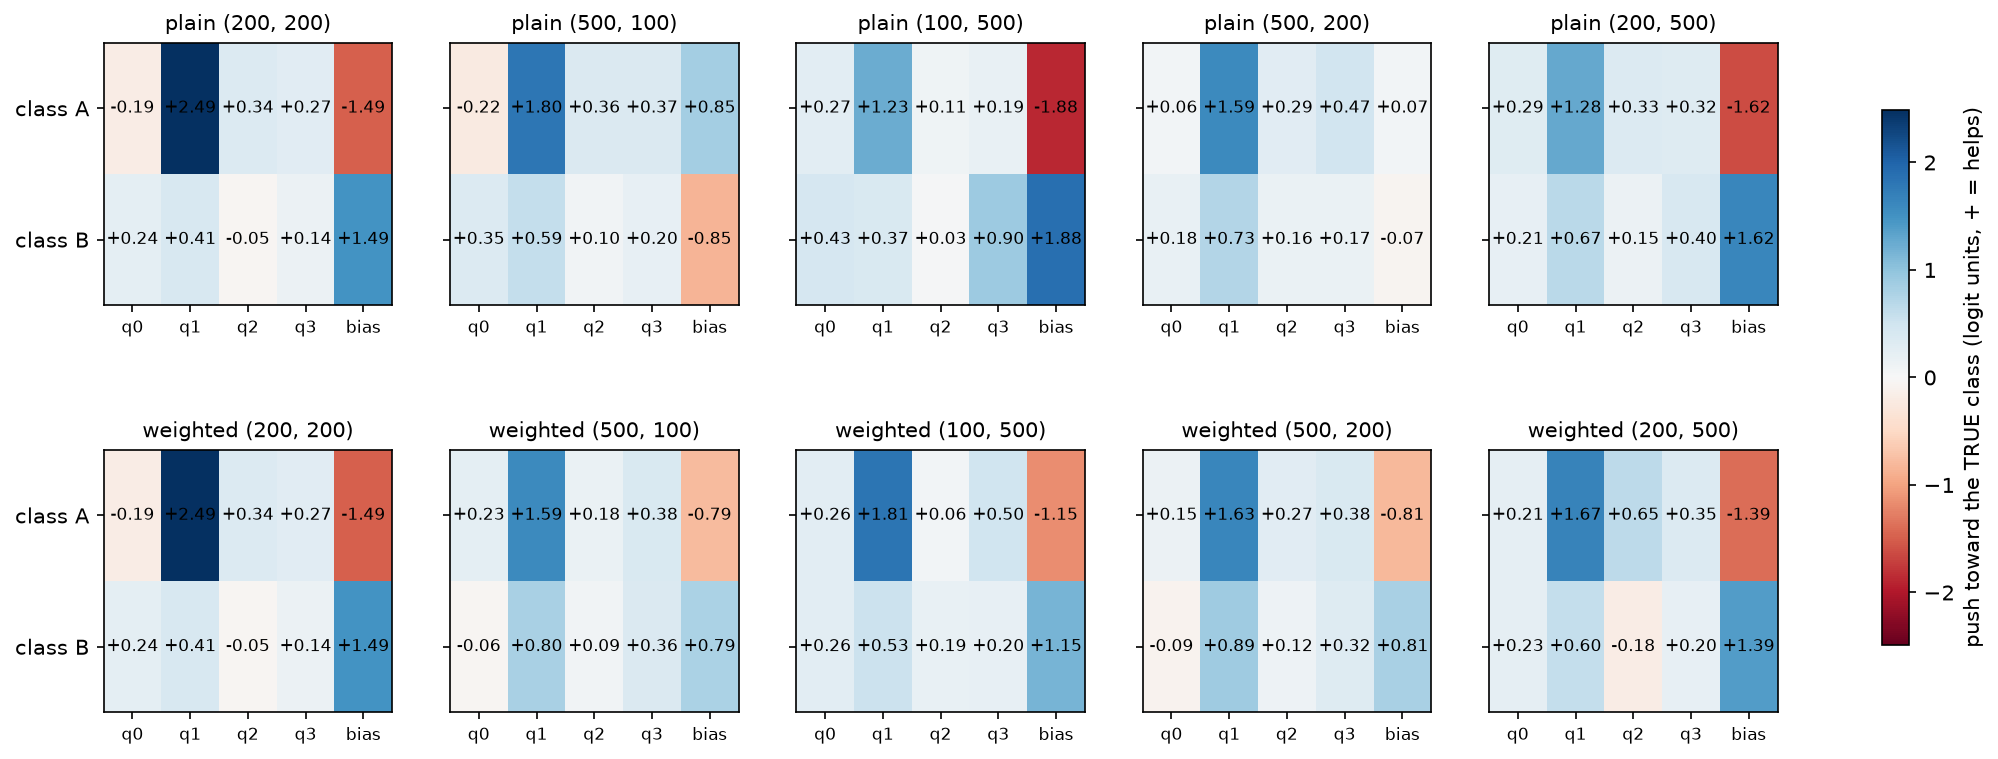 plain (200, 200) plain (500, 100) plain (100, 500) plain (500, 200) plain (200, 500)
class A -0.19 +2.49 +0.34 +0.27 -1.49 -0.22 +1.80 +0.36 +0.37 +0.85 +0.27 +1.23 +0.11 +0.19 -1.88 +0.06 +1.59 +0.29 +0.47 +0.07 +0.29 +1.28 +0.33 +0.32 -1.62
class B +0.24 +0.41 -0.05 +0.14 +1.49 +0.35 +0.59 +0.10 +0.20 -0.85 +0.43 +0.37 +0.03 +0.90 +1.88 +0.18 +0.73 +0.16 +0.17 -0.07 +0.21 +0.67 +0.15 +0.40 +1.62
q0 q1 q2 q3 bias q0 q1 q2 q3 bias q0 q1 q2 q3 bias q0 q1 q2 q3 bias q0 q1 q2 q3 bias
weighted (200, 200) weighted (500, 100) weighted (100, 500) weighted (500, 200) weighted (200, 500)
class A -0.19 +2.49 +0.34 +0.27 -1.49 +0.23 +1.59 +0.18 +0.38 -0.79 +0.26 +1.81 +0.06 +0.50 -1.15 +0.15 +1.63 +0.27 +0.38 -0.81 +0.21 +1.67 +0.65 +0.35 -1.39
class B +0.24 +0.41 -0.05 +0.14 +1.49 -0.06 +0.80 +0.09 +0.36 +0.79 +0.26 +0.53 +0.19 +0.20 +1.15 -0.09 +0.89 +0.12 +0.32 +0.81 +0.23 +0.60 -0.18 +0.20 +1.39
q0 q1 q2 q3 bias q0 q1 q2 q3 bias q0 q1 q2 q3 bias q0 q1 q2 q3 bias q0 q1 q2 q3 bias
2
1
0
−1
−2
push toward the TRUE class (logit units, + = helps)